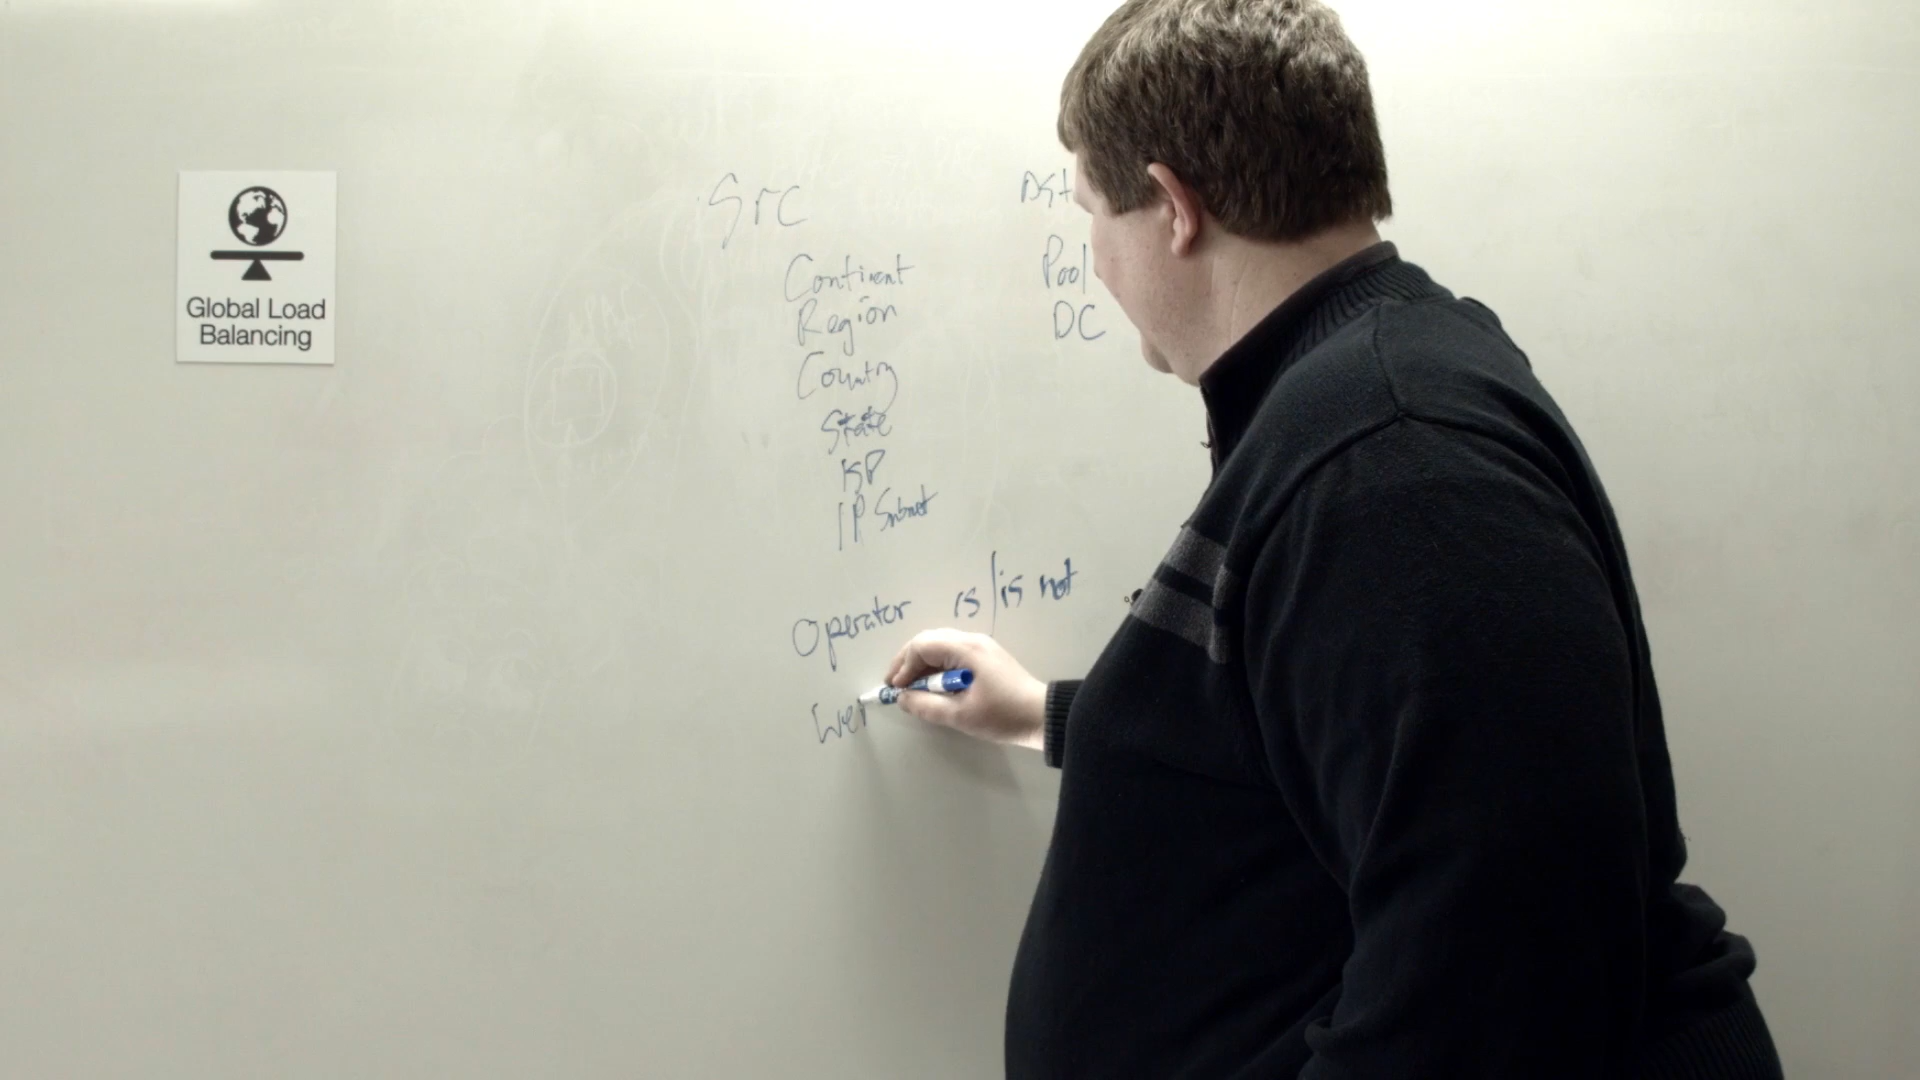 Global Load
Balancing
Src
Continent
Region
Country
State
ISP
IP Subnet
Dst
Pool
DC
Operator is/is not
Wei